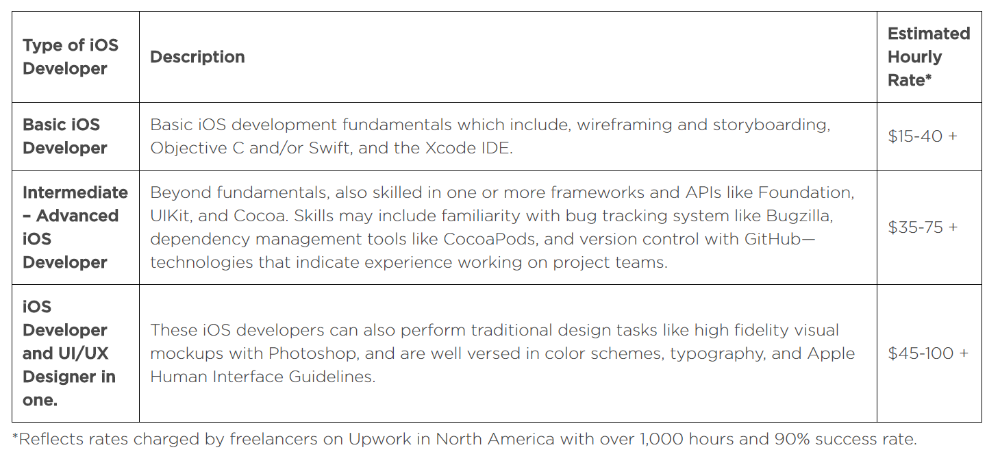 Type of iOS
Developer
Description
Estimated
Hourly
Rate*
Basic iOS
Developer
Basic iOS development fundamentals which include, wireframing and storyboarding,
Objective C and/or Swift, and the Xcode IDE.
$15-40 +
Intermediate
– Advanced
iOS
Developer
Beyond fundamentals, also skilled in one or more frameworks and APIs like Foundation,
UIKit, and Cocoa. Skills may include familiarity with bug tracking system like Bugzilla,
dependency management tools like CocoaPods, and version control with GitHub—
technologies that indicate experience working on project teams.
$35-75 +
iOS
Developer
and UI/UX
Designer in
one.
These iOS developers can also perform traditional design tasks like high fidelity visual
mockups with Photoshop, and are well versed in color schemes, typography, and Apple
Human Interface Guidelines.
$45-100 +
*Reflects rates charged by freelancers on Upwork in North America with over 1,000 hours and 90% success rate.